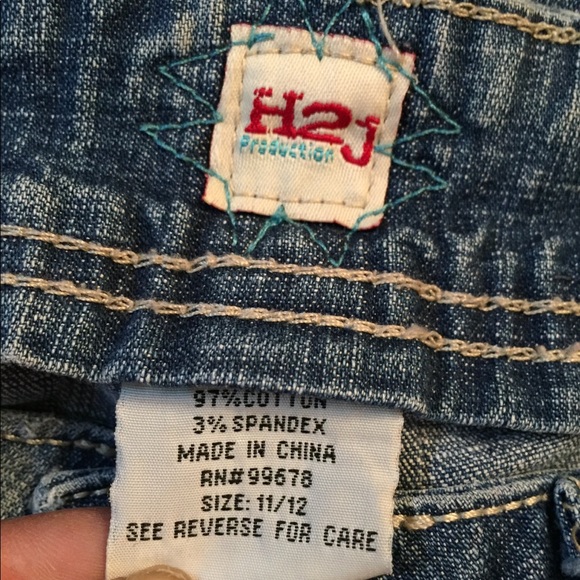 H2J
Production
97% COTTON
3% SPANDEX
MADE IN CHINA
RN#99678
SIZE: 11/12
SEE REVERSE FOR CARE